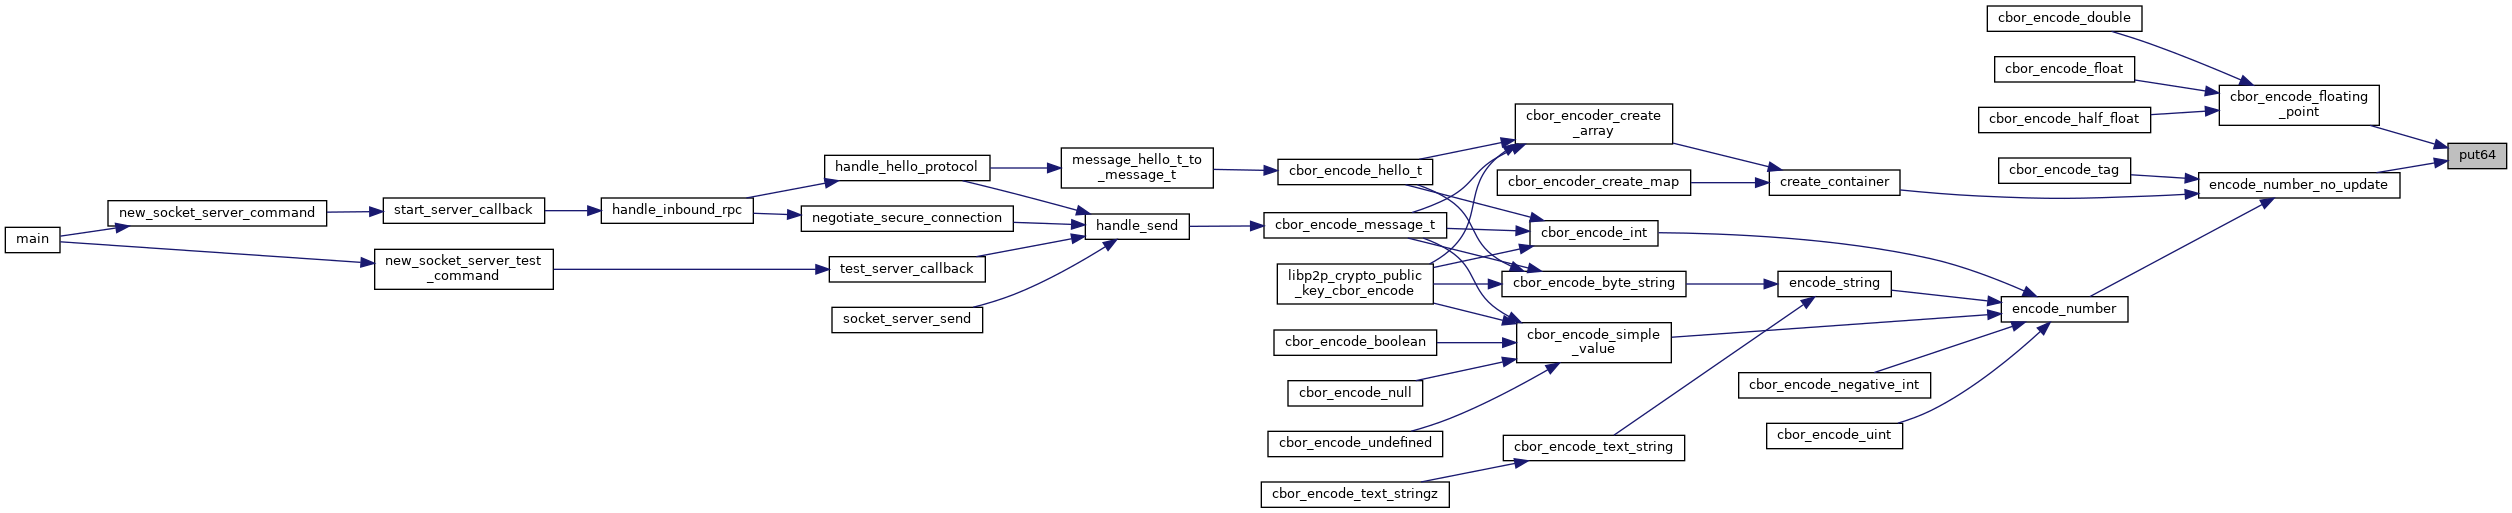 main
new_socket_server_command
new_socket_server_test
_command
start_server_callback
handle_inbound_rpc
handle_hello_protocol
negotiate_secure_connection
test_server_callback
socket_server_send
message_hello_t_to
_message_t
handle_send
cbor_encode_hello_t
cbor_encode_message_t
libp2p_crypto_public
_key_cbor_encode
cbor_encode_boolean
cbor_encode_null
cbor_encode_undefined
cbor_encode_text_stringz
cbor_encoder_create
_array
cbor_encoder_create_map
cbor_encode_int
cbor_encode_byte_string
cbor_encode_simple
_value
cbor_encode_text_string
create_container
encode_string
cbor_encode_negative_int
cbor_encode_uint
cbor_encode_double
cbor_encode_float
cbor_encode_half_float
cbor_encode_tag
encode_number
cbor_encode_floating
_point
encode_number_no_update
put64